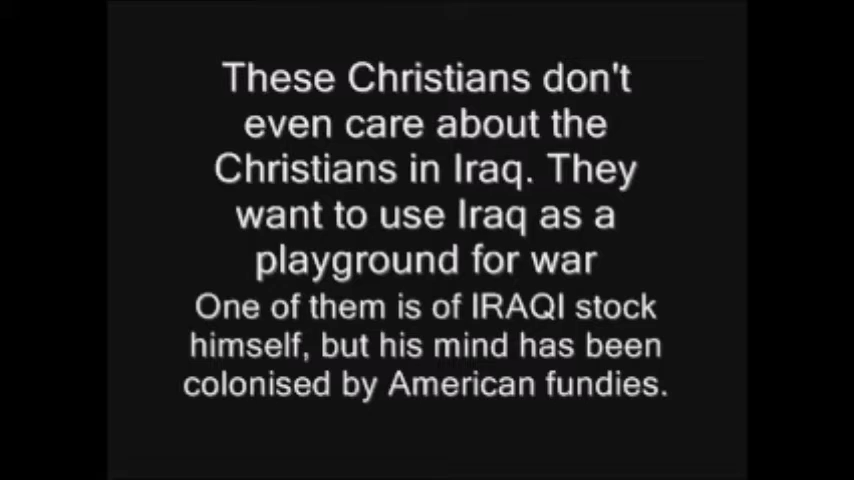 These Christians don't
even care about the
Christians in Iraq. They
want to use Iraq as a
playground for war
One of them is of IRAQI stock
himself, but his mind has been
colonised by American fundies.